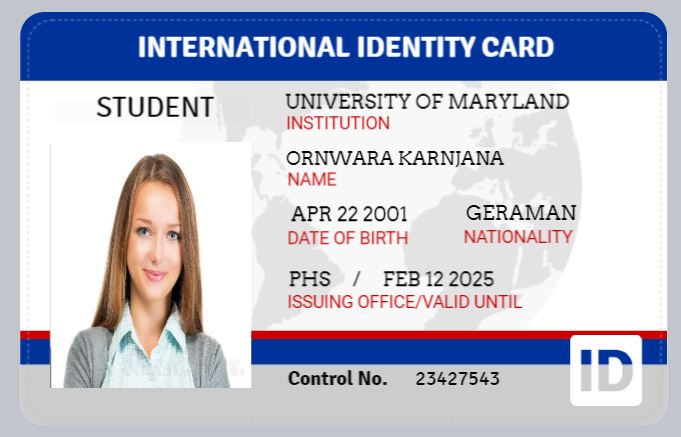 INTERNATIONAL IDENTITY CARD
STUDENT
UNIVERSITY OF MARYLAND
INSTITUTION
ORNWARA KARNJANA
NAME
APR 22 2001
DATE OF BIRTH
GERAMAN
NATIONALITY
PHS / FEB 12 2025
ISSUING OFFICE/VALID UNTIL
Control No. 23427543
ID